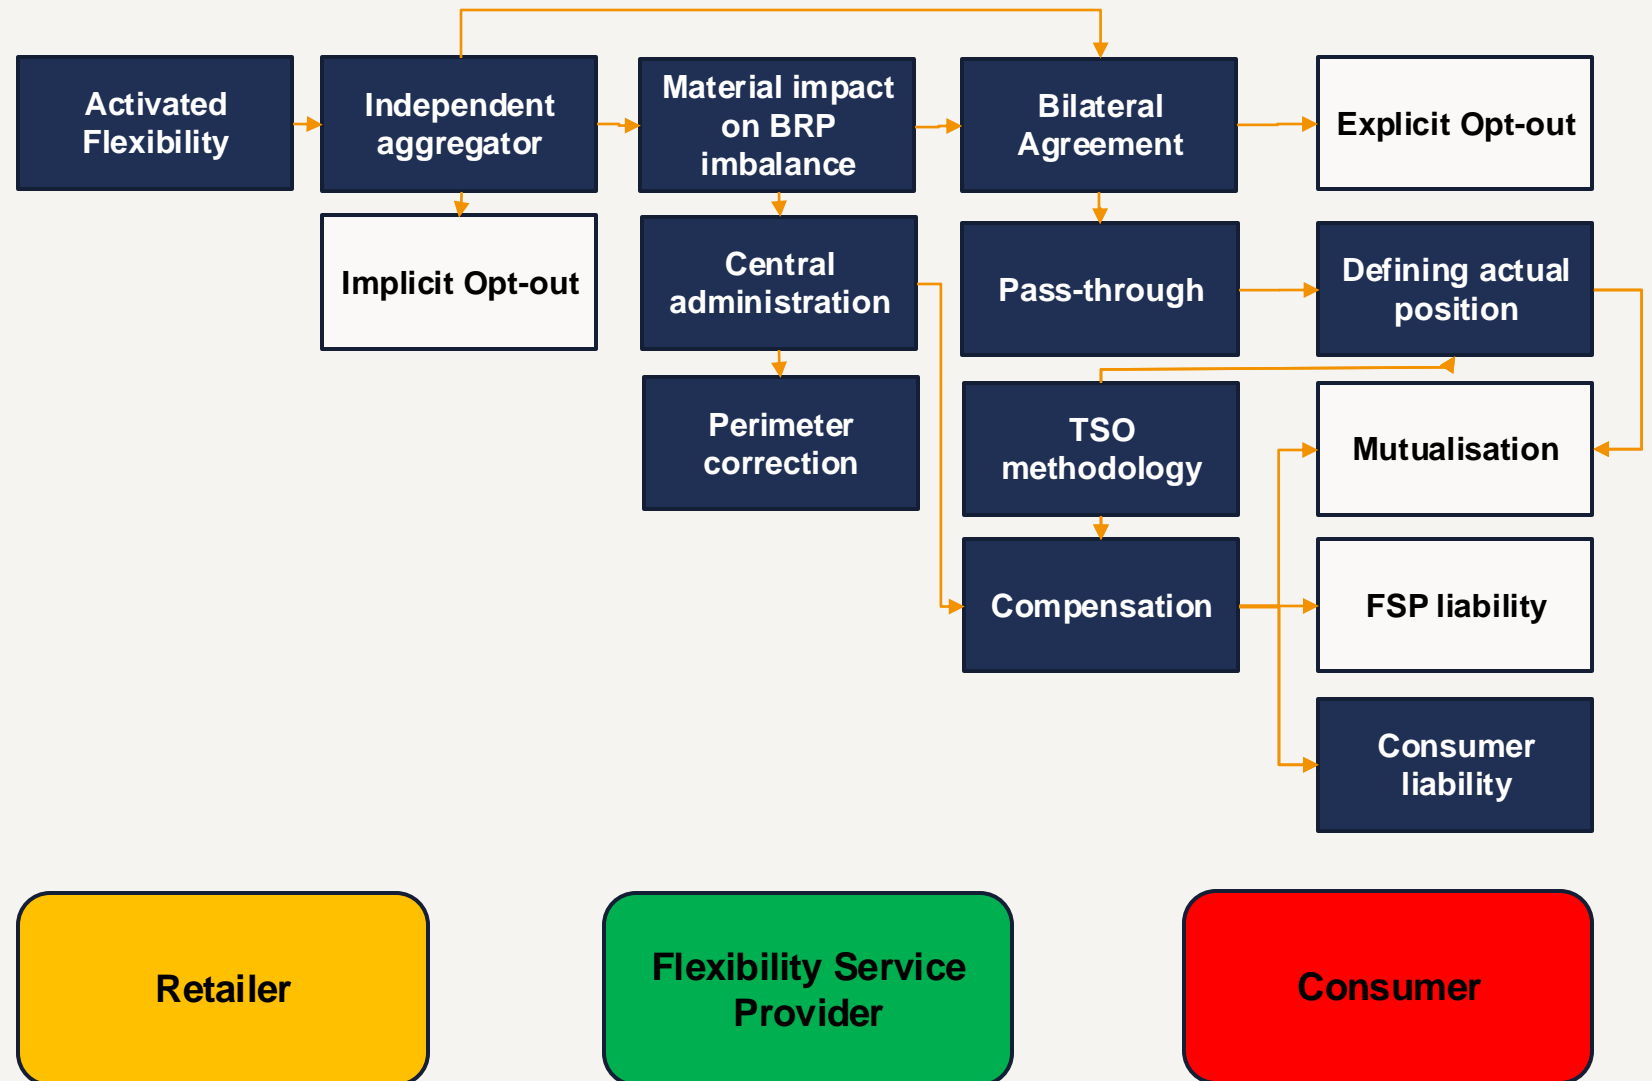 Activated
Flexibility
Independent
aggregator
Material impact
on BRP
imbalance
Bilateral
Agreement
Explicit Opt-out
Implicit Opt-out
Central
administration
Pass-through
Defining actual
position
Perimeter
correction
TSO
methodology
Mutualisation
Compensation
FSP liability
Consumer
liability
Retailer
Flexibility Service
Provider
Consumer